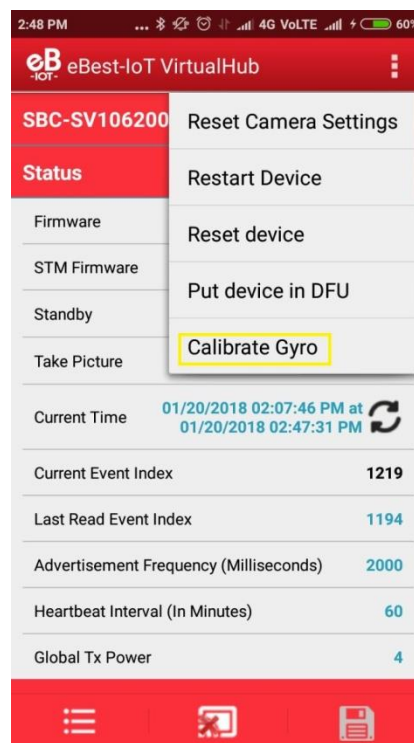 2:48 PM ... 4G VoLTE 60%
eB -IOT- eBest-IoT VirtualHub
SBC-SV106200
Reset Camera Settings
Status
Restart Device
Firmware
Reset device
STM Firmware
Put device in DFU
Standby
Calibrate Gyro
Take Picture
Current Time
01/20/2018 02:07:46 PM at
01/20/2018 02:47:31 PM
Current Event Index 1219
Last Read Event Index 1194
Advertisement Frequency (Milliseconds) 2000
Heartbeat Interval (In Minutes) 60
Global Tx Power 4